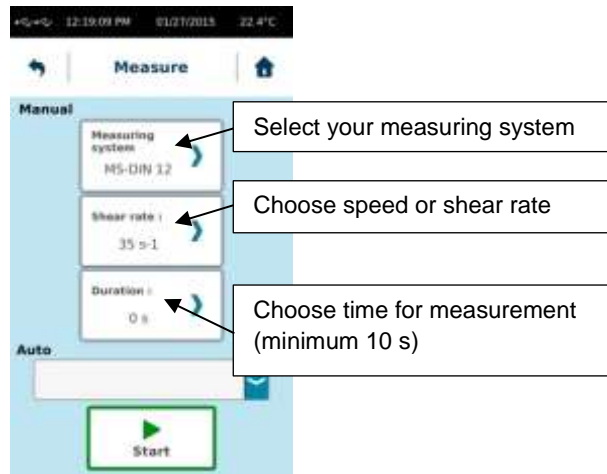 12:19:09 PM 01/27/2015 22.4°C
Measure
Manual
Measuring
system
MS-DIN 12
Select your measuring system
Shear rate :
35 s-1
Choose speed or shear rate
Duration :
0 s
Choose time for measurement
(minimum 10 s)
Auto
Start